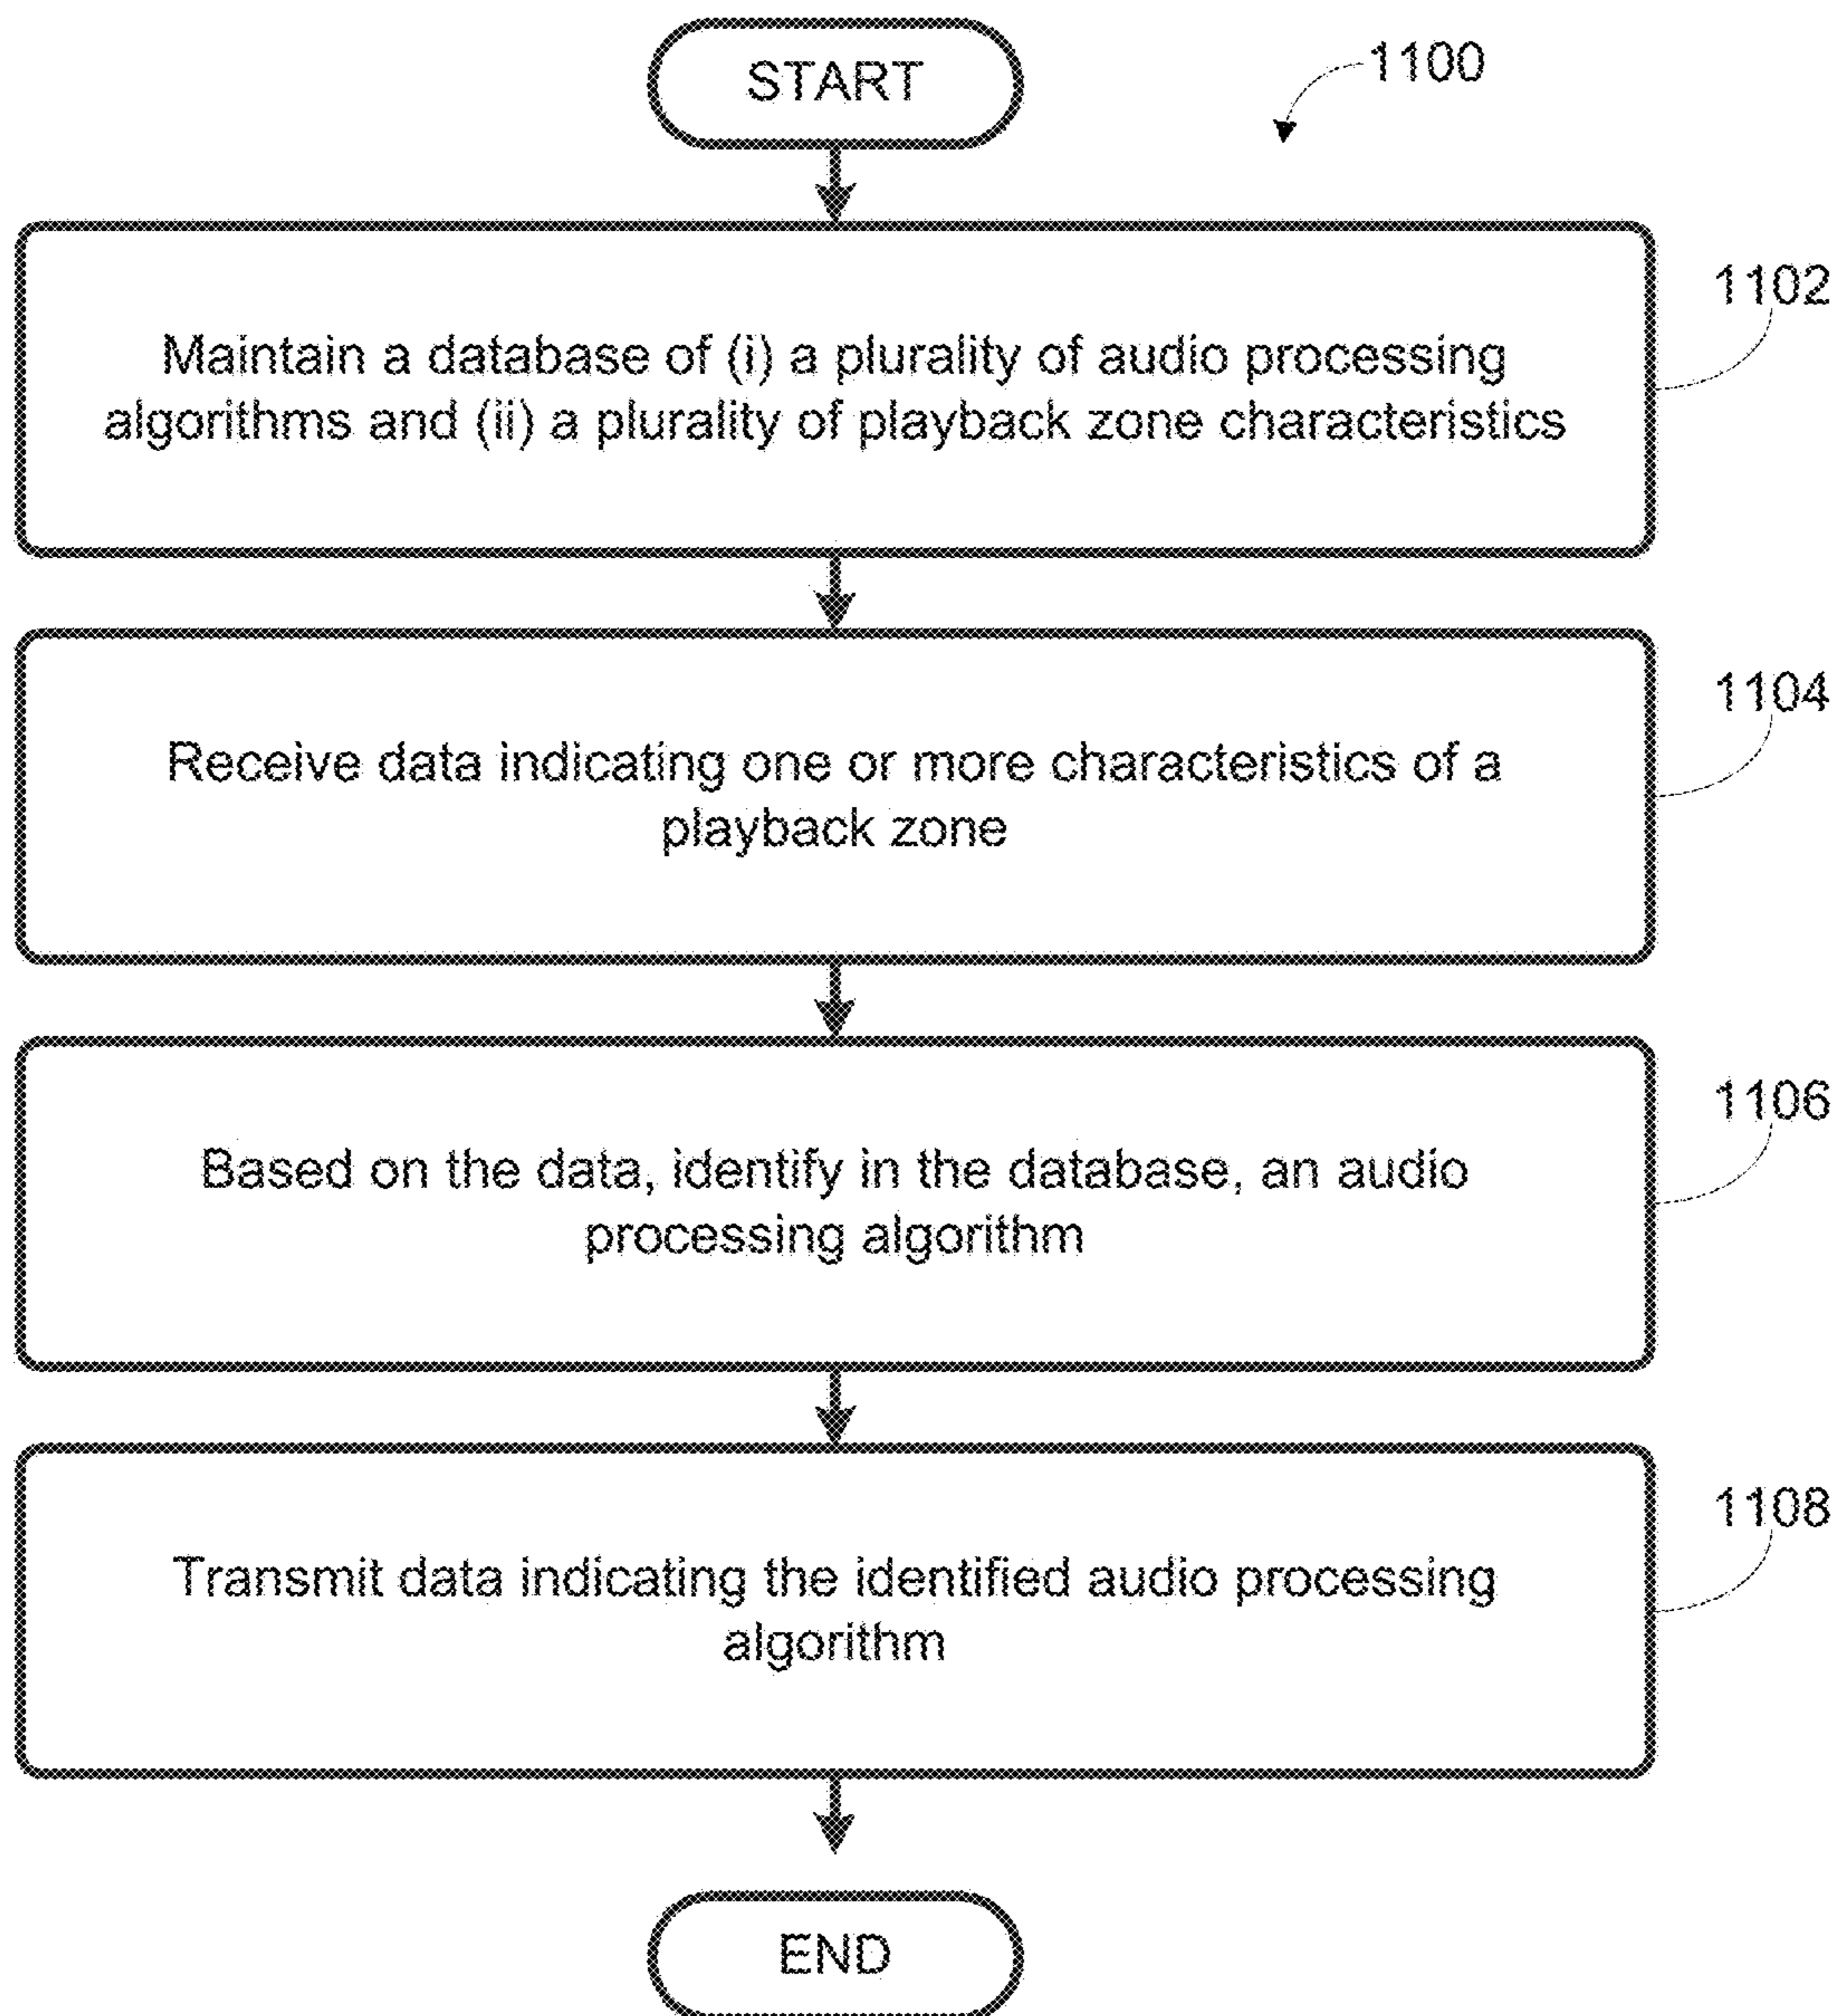 START
1100
1102
Maintain a database of (i) a plurality of audio processing
algorithms and (ii) a plurality of playback zone characteristics
1104
Receive data indicating one or more characteristics of a
playback zone
1106
Based on the data, identify in the database, an audio
processing algorithm
1108
Transmit data indicating the identified audio processing
algorithm
END